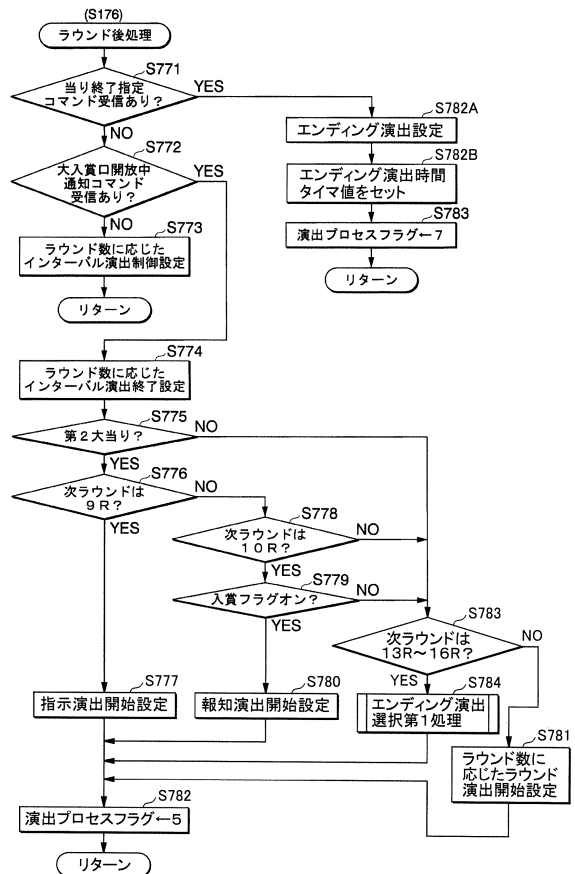 (S176)
ラウンド後処理
S771
当り終了指定
コマンド受信あり?
YES
NO
S782A
エンディング演出設定
S782B
エンディング演出時間
タイマ値をセット
S783
演出プロセスフラグ←7
リターン
S772
大入賞口開放中
通知コマンド
受信あり?
YES
NO
S773
ラウンド数に応じた
インターバル演出制御設定
リターン
S774
ラウンド数に応じた
インターバル演出終了設定
S775
第2大当り?
NO
YES
S776
次ラウンドは
9R?
NO
YES
S778
次ラウンドは
10R?
NO
YES
S779
入賞フラグオン?
NO
YES
S783
次ラウンドは
13R~16R?
NO
YES
S777
指示演出開始設定
S780
報知演出開始設定
S784
エンディング演出
選択第1処理
S781
ラウンド数に
応じたラウンド
演出開始設定
S782
演出プロセスフラグ←5
リターン